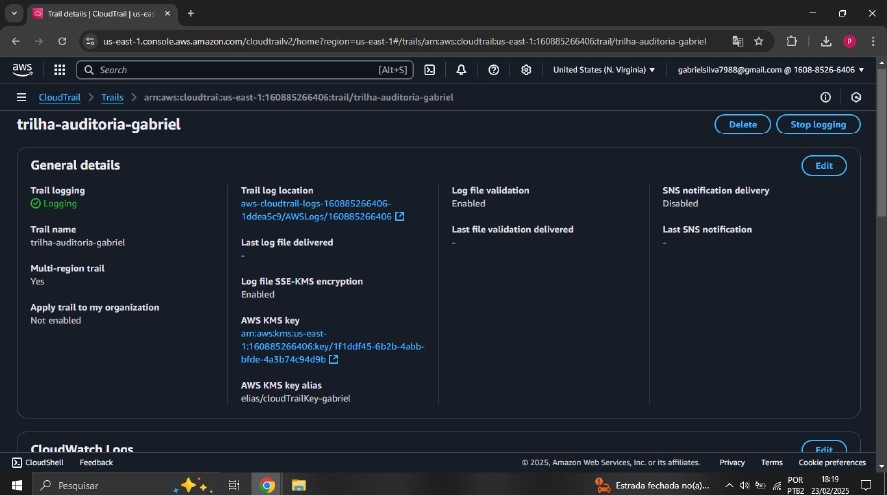 Trail details | CloudTrail | us-eas
us-east-1.console.aws.amazon.com/cloudtrailv2/home?region=us-east-1#/trails/arn:aws:cloudtrail:us-east-1:160885266406:trail/trilha-auditoria-gabriel
aws
Search [Alt+S]
United States (N. Virginia)
gabrielsilva7988@gmail.com @ 1608-8526-6406
CloudTrail > Trails > arn:aws:cloudtrail:us-east-1:160885266406:trail/trilha-auditoria-gabriel
trilha-auditoria-gabriel
Delete
Stop logging
General details
Edit
Trail logging
Logging
Trail name
trilha-auditoria-gabriel
Multi-region trail
Yes
Apply trail to my organization
Not enabled
Trail log location
aws-cloudtrail-logs-160885266406-
1ddea5c9/AWSLogs/160885266406
Last log file delivered
-
Log file SSE-KMS encryption
Enabled
AWS KMS key
arn:aws:kms:us-east-
1:160885266406:key/1f1ddf45-6b2b-4abb-
bfde-4a3b74c94d9b
AWS KMS key alias
elias/cloudTrailKey-gabriel
Log file validation
Enabled
Last file validation delivered
-
SNS notification delivery
Disabled
Last SNS notification
-
CloudWatch Logs
Edit
CloudShell
Feedback
© 2025, Amazon Web Services, Inc. or its affiliates.
Privacy
Terms
Cookie preferences
Pesquisar
Estrada fechada no(a)...
POR
PTB2
18:19
23/02/2025